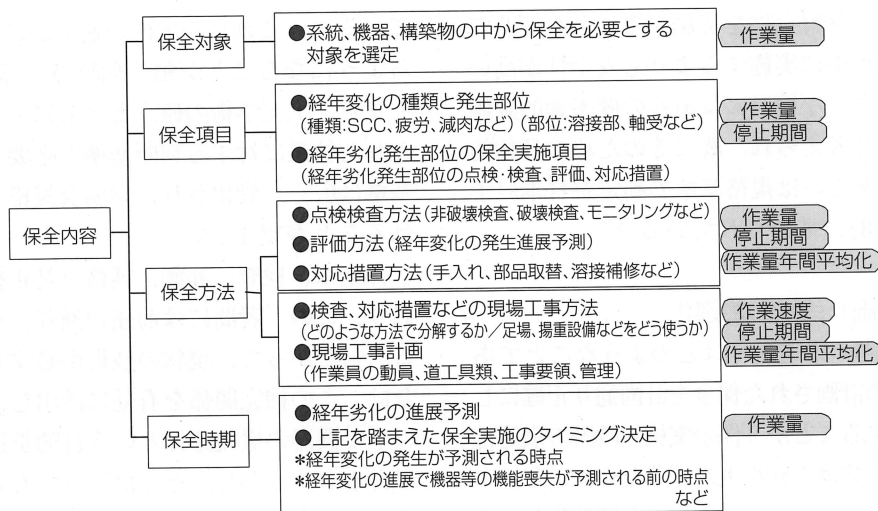 保全内容
保全対象
●系統、機器、構築物の中から保全を必要とする
対象を選定
作業量
保全項目
●経年変化の種類と発生部位
(種類:SCC、疲労、減肉など)(部位:溶接部、軸受など)
●経年劣化発生部位の保全実施項目
(経年劣化発生部位の点検・検査、評価、対応措置)
作業量
停止期間
保全方法
●点検検査方法(非破壊検査、破壊検査、モニタリングなど)
●評価方法(経年変化の発生進展予測)
●対応措置方法(手入れ、部品取替、溶接補修など)
作業量
停止期間
作業量年間平均化
●検査、対応措置などの現場工事方法
(どのような方法で分解するか/足場、揚重設備などをどう使うか)
●現場工事計画
(作業員の動員、道工具類、工事要領、管理)
作業速度
停止期間
作業量年間平均化
保全時期
●経年劣化の進展予測
●上記を踏まえた保全実施のタイミング決定
*経年変化の発生が予測される時点
*経年変化の進展で機器等の機能喪失が予測される前の時点
など
作業量